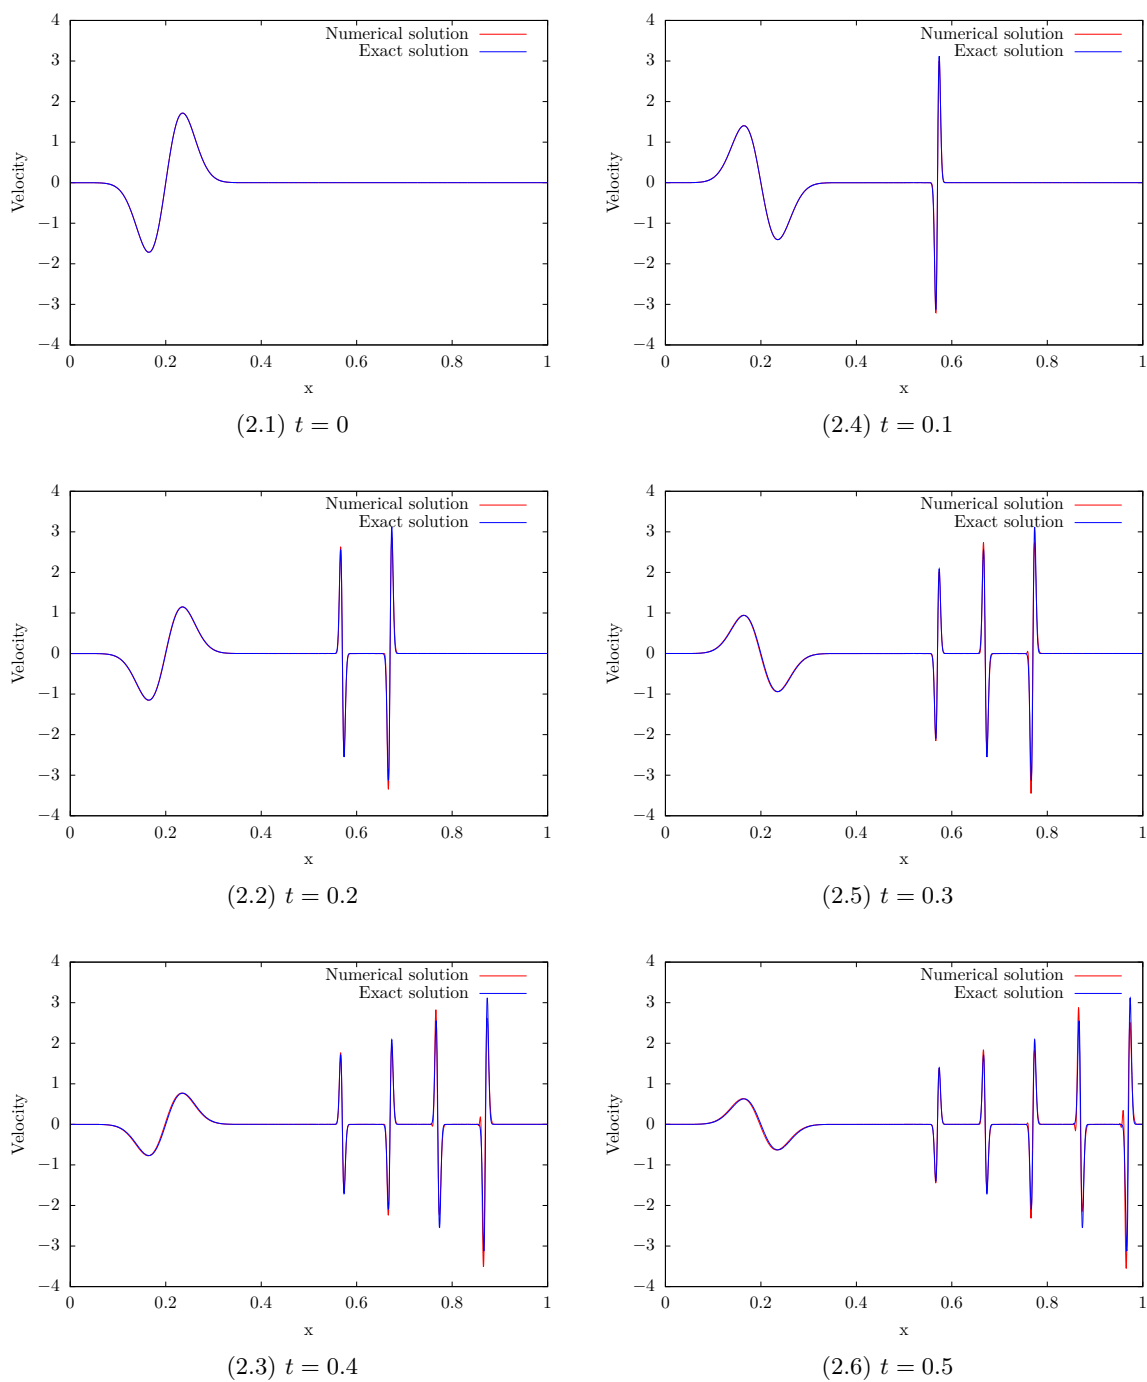 4
3
2
1
0
−1
−2
−3
−4
Velocity
Numerical solution
Exact solution
0 0.2 0.4 0.6 0.8 1
x
(2.1) t = 0
4
3
2
1
0
−1
−2
−3
−4
Velocity
Numerical solution
Exact solution
0 0.2 0.4 0.6 0.8 1
x
(2.4) t = 0.1
4
3
2
1
0
−1
−2
−3
−4
Velocity
Numerical solution
Exact solution
0 0.2 0.4 0.6 0.8 1
x
(2.2) t = 0.2
4
3
2
1
0
−1
−2
−3
−4
Velocity
Numerical solution
Exact solution
0 0.2 0.4 0.6 0.8 1
x
(2.5) t = 0.3
4
3
2
1
0
−1
−2
−3
−4
Velocity
Numerical solution
Exact solution
0 0.2 0.4 0.6 0.8 1
x
(2.3) t = 0.4
4
3
2
1
0
−1
−2
−3
−4
Velocity
Numerical solution
Exact solution
0 0.2 0.4 0.6 0.8 1
x
(2.6) t = 0.5